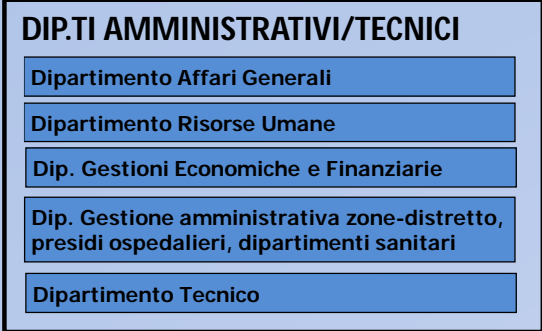 DIP.TI AMMINISTRATIVI/TECNICI
Dipartimento Affari Generali
Dipartimento Risorse Umane
Dip. Gestioni Economiche e Finanziarie
Dip. Gestione amministrativa zone-distretto,
presidi ospedalieri, dipartimenti sanitari
Dipartimento Tecnico